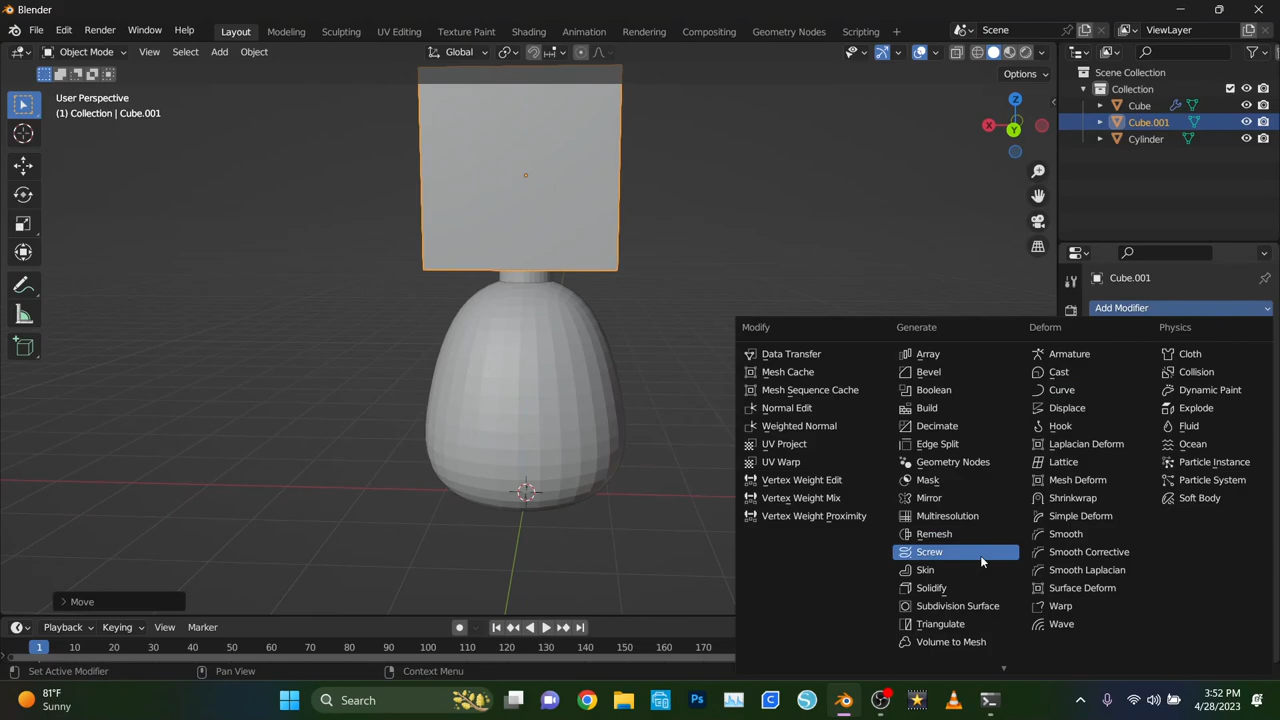 Blender
File Edit Render Window Help Layout Modeling Sculpting UV Editing Texture Paint Shading Animation Rendering Compositing Geometry Nodes Scripting Scene ViewLayer
Object Mode View Select Add Object Global
Options
User Perspective
(1) Collection | Cube.001
X
Y
Z
Scene Collection
Collection
Cube
Cube.001
Cylinder
Cube.001
Add Modifier
Modify
Data Transfer
Mesh Cache
Mesh Sequence Cache
Normal Edit
Weighted Normal
UV Project
UV Warp
Vertex Weight Edit
Vertex Weight Mix
Vertex Weight Proximity
Generate
Array
Bevel
Boolean
Build
Decimate
Edge Split
Geometry Nodes
Mask
Mirror
Multiresolution
Remesh
Screw
Skin
Solidify
Subdivision Surface
Triangulate
Volume to Mesh
Deform
Armature
Cast
Curve
Displace
Hook
Laplacian Deform
Lattice
Mesh Deform
Shrinkwrap
Simple Deform
Smooth
Smooth Corrective
Smooth Laplacian
Surface Deform
Warp
Wave
Physics
Cloth
Collision
Dynamic Paint
Explode
Fluid
Ocean
Particle Instance
Particle System
Soft Body
Move
Playback Keying View Marker
1 10 20 30 40 50 60 70 80 90 100 110 120 130 140 150 160 170
Set Active Modifier Pan View Context Menu
81°F
Sunny
Search
Ps
3:52 PM
4/28/2023